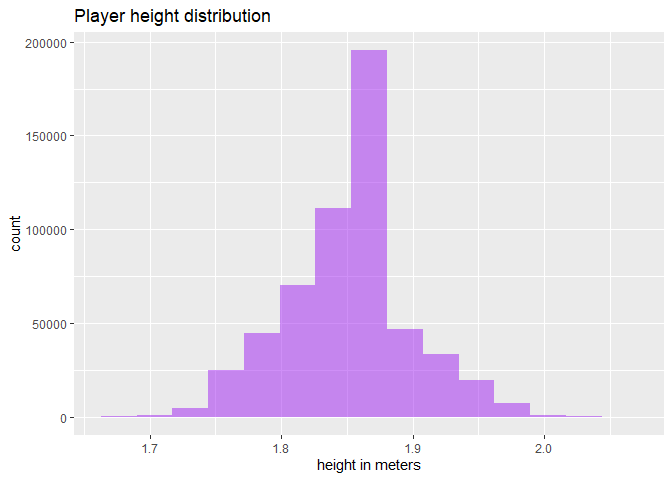 Player height distribution
200000
150000
100000
50000
0
count
1.7 1.8 1.9 2.0
height in meters